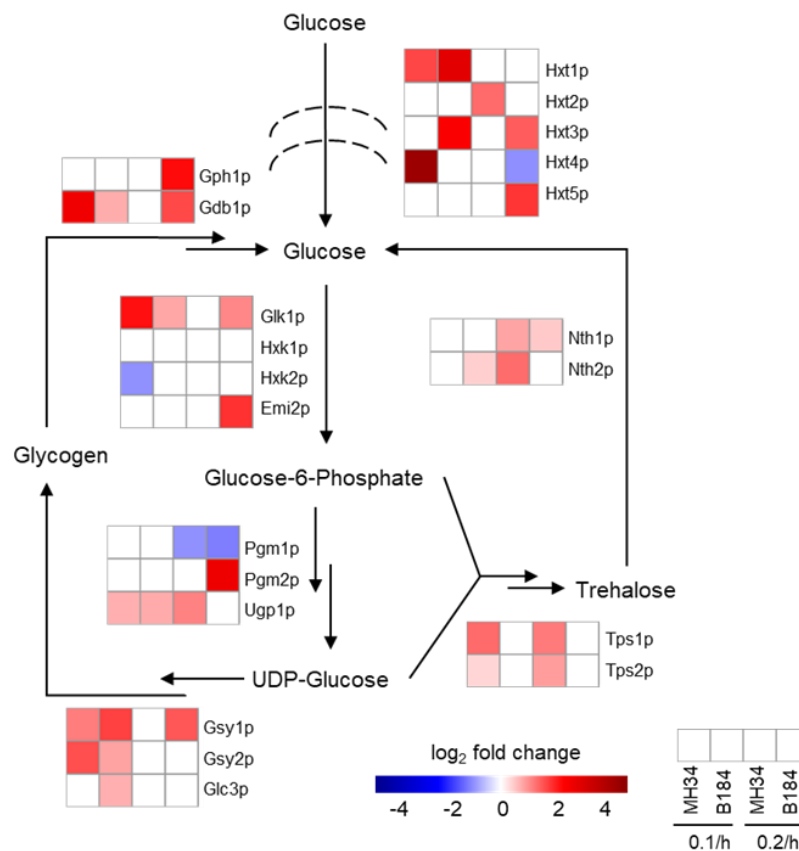 Glucose
Hxt1p
Hxt2p
Hxt3p
Hxt4p
Hxt5p
Gph1p
Gdb1p
Glucose
Glk1p
Hxk1p
Hxk2p
Emi2p
Nth1p
Nth2p
Glycogen
Glucose-6-Phosphate
Pgm1p
Pgm2p
Ugp1p
Trehalose
Tps1p
Tps2p
UDP-Glucose
Gsy1p
Gsy2p
Glc3p
log₂ fold change
-4 -2 0 2 4
MH34 B184 MH34 B184
0.1/h 0.2/h